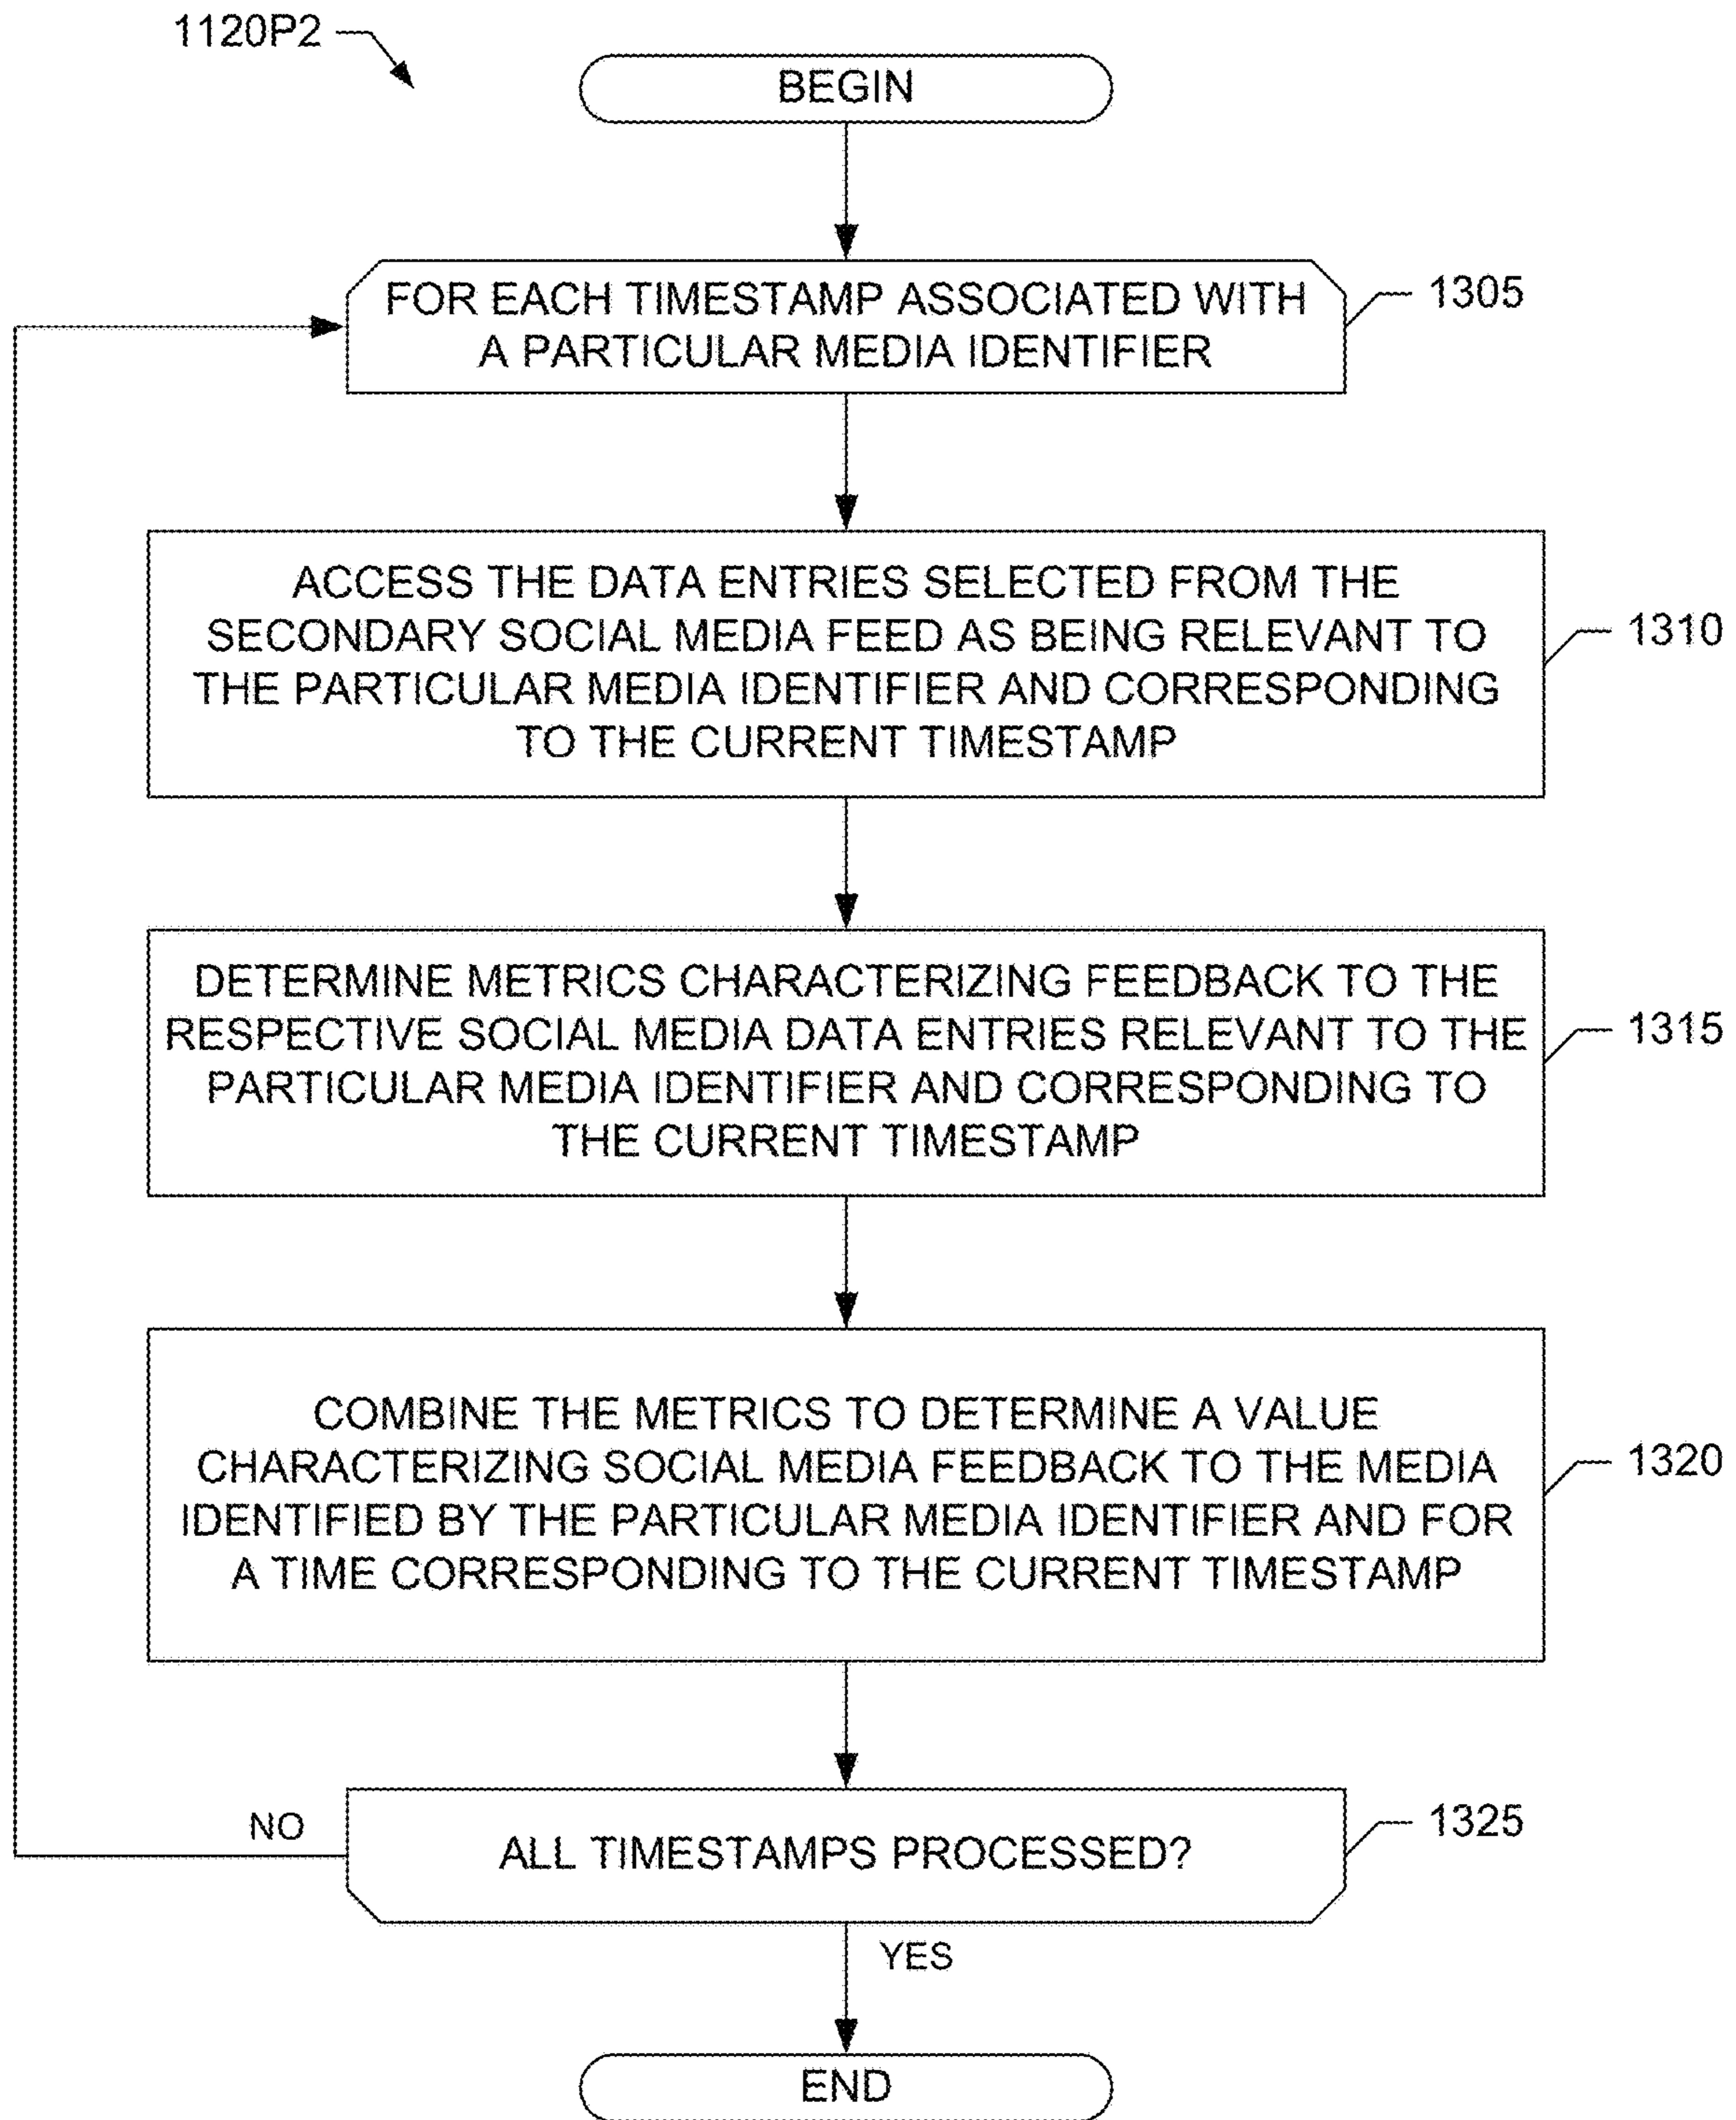 1120P2
BEGIN
FOR EACH TIMESTAMP ASSOCIATED WITH
A PARTICULAR MEDIA IDENTIFIER
1305
ACCESS THE DATA ENTRIES SELECTED FROM THE
SECONDARY SOCIAL MEDIA FEED AS BEING RELEVANT TO
THE PARTICULAR MEDIA IDENTIFIER AND CORRESPONDING
TO THE CURRENT TIMESTAMP
1310
DETERMINE METRICS CHARACTERIZING FEEDBACK TO THE
RESPECTIVE SOCIAL MEDIA DATA ENTRIES RELEVANT TO THE
PARTICULAR MEDIA IDENTIFIER AND CORRESPONDING TO
THE CURRENT TIMESTAMP
1315
COMBINE THE METRICS TO DETERMINE A VALUE
CHARACTERIZING SOCIAL MEDIA FEEDBACK TO THE MEDIA
IDENTIFIED BY THE PARTICULAR MEDIA IDENTIFIER AND FOR
A TIME CORRESPONDING TO THE CURRENT TIMESTAMP
1320
NO
ALL TIMESTAMPS PROCESSED?
1325
YES
END